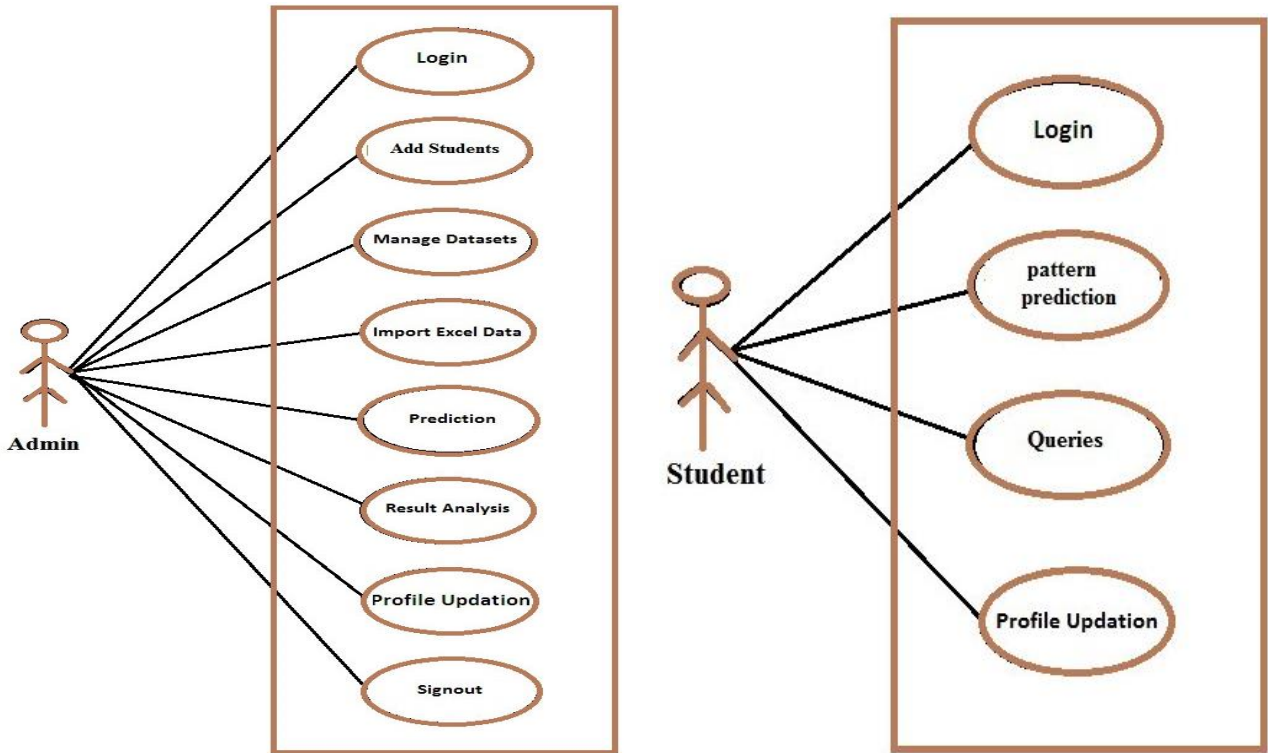 Login
Add Students
Manage Datasets
Import Excel Data
Prediction
Result Analysis
Profile Updation
Signout
Admin
Login
pattern
prediction
Queries
Profile Updation
Student